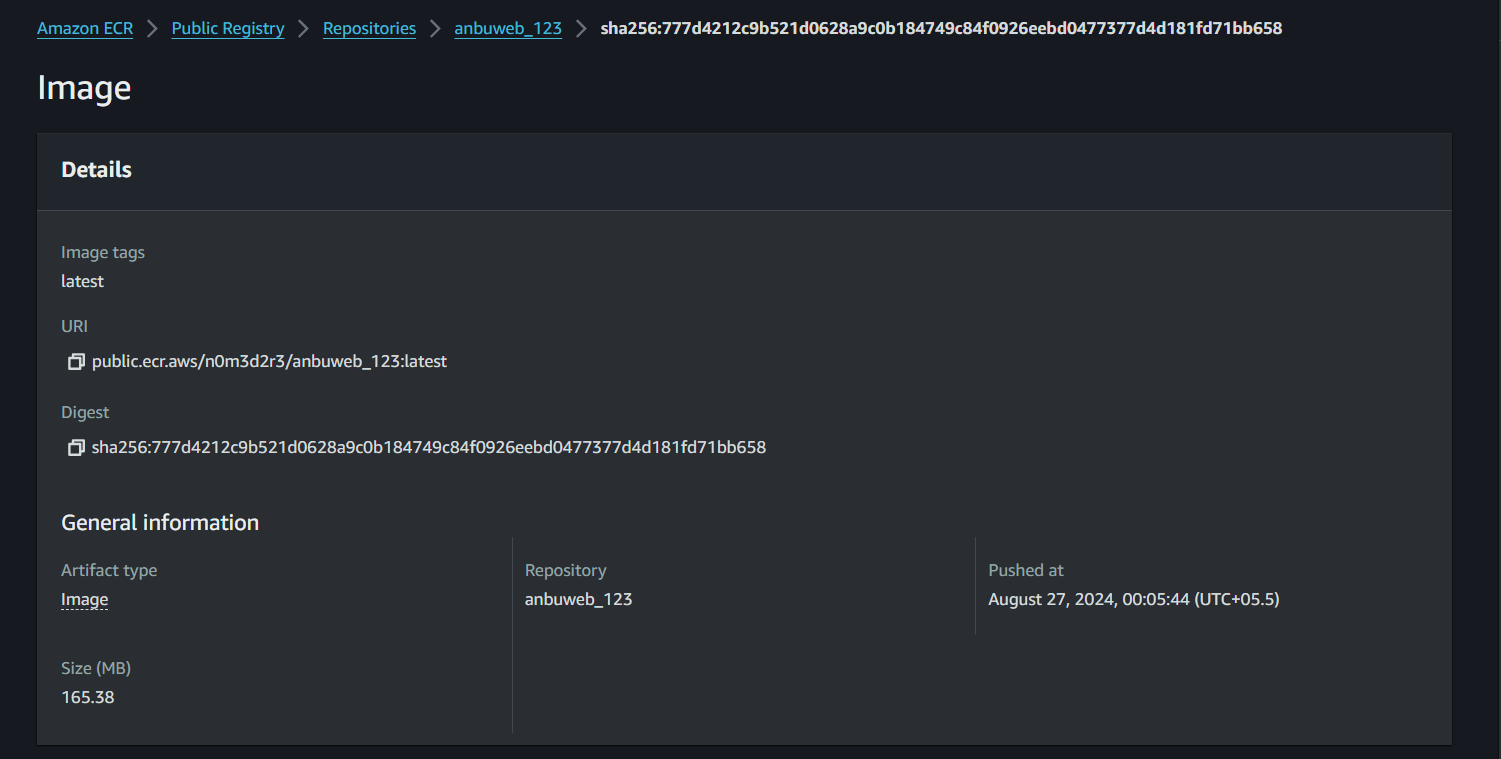 Amazon ECR > Public Registry > Repositories > anbuweb_123 > sha256:777d4212c9b521d0628a9c0b184749c84f0926eebd0477377d4d181fd71bb658
Image
Details
Image tags
latest
URI
public.ecr.aws/n0m3d2r3/anbuweb_123:latest
Digest
sha256:777d4212c9b521d0628a9c0b184749c84f0926eebd0477377d4d181fd71bb658
General information
Artifact type
Image
Repository
anbuweb_123
Pushed at
August 27, 2024, 00:05:44 (UTC+05.5)
Size (MB)
165.38